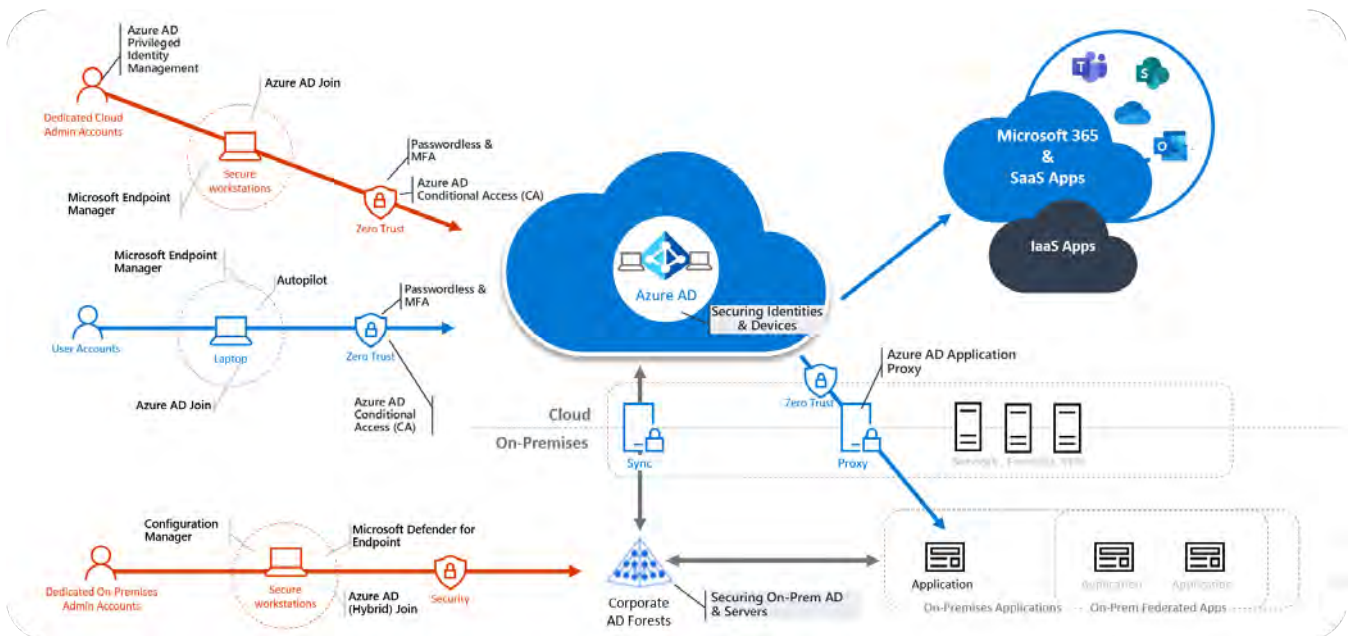 Azure AD
Privileged
Identity
Management
Azure AD Join
Dedicated Cloud
Admin Accounts
Secure
workstations
Microsoft Endpoint
Manager
Passwordless &
MFA
Azure AD
Conditional Access (CA)
Zero Trust
Microsoft 365
&
SaaS Apps
IaaS Apps
Microsoft Endpoint
Manager
Autopilot
Passwordless &
MFA
User Accounts
Laptop
Zero Trust
Azure AD Join
Azure AD
Conditional
Access (CA)
Azure AD
Securing Identities
& Devices
Azure AD Application
Proxy
Zero Trust
Cloud
On-Premises
Sync
Proxy
Configuration
Manager
Microsoft Defender for
Endpoint
Dedicated On-Premises
Admin Accounts
Secure
workstations
Azure AD
(Hybrid) Join
Security
Corporate
AD Forests
Securing On-Prem AD
& Servers
Application
Application
Application
On-Premises Applications
On-Prem Federated Apps